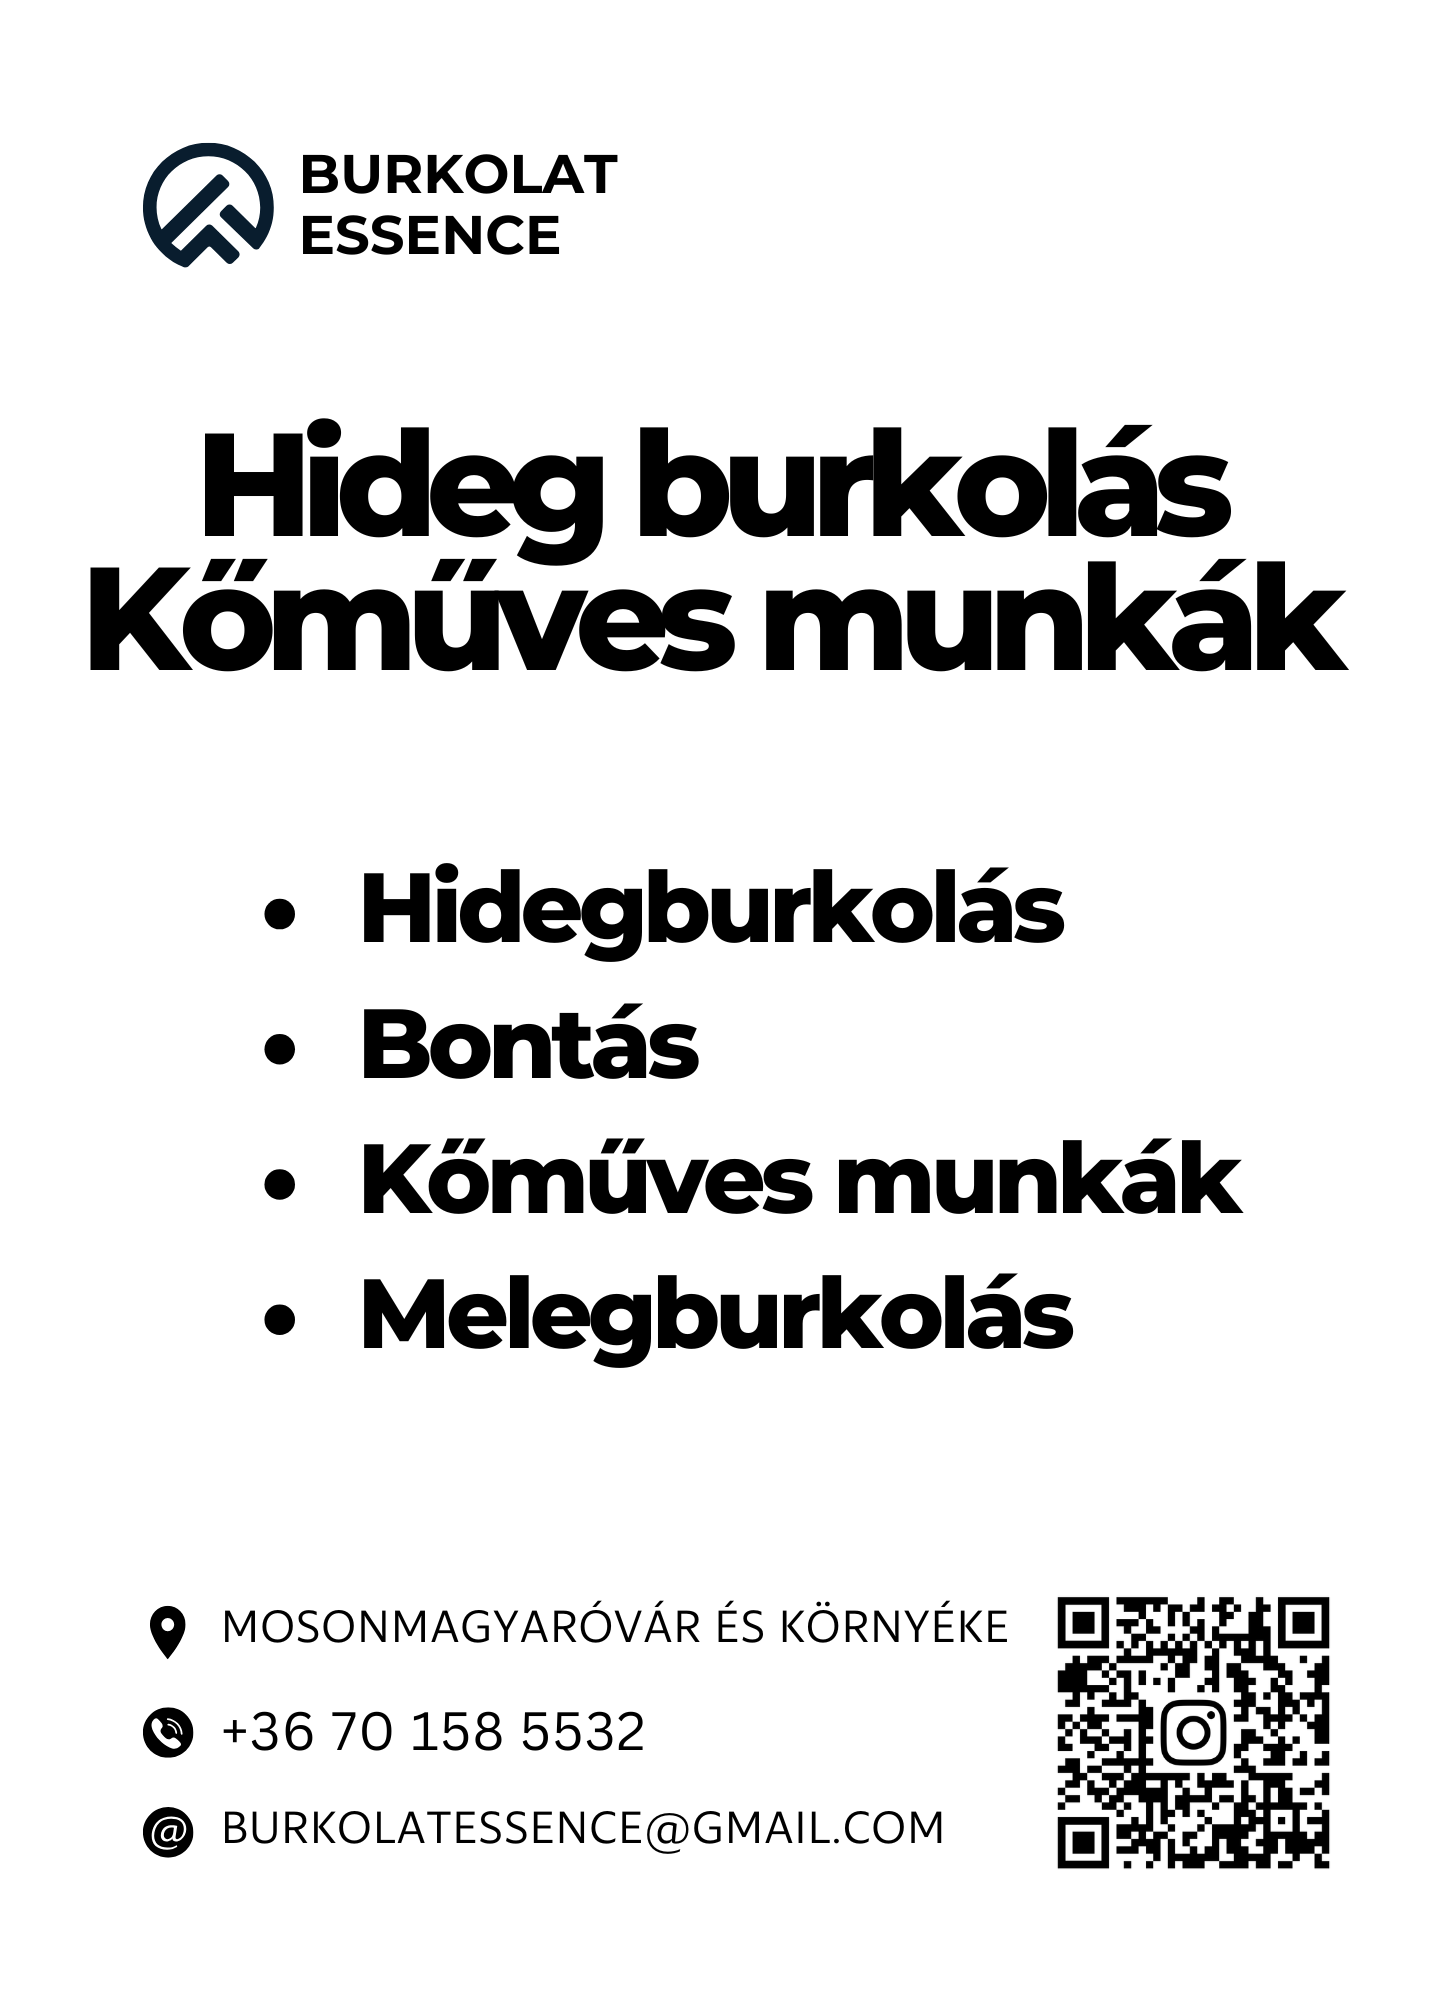 BURKOLAT
ESSENCE
Hideg burkolás
Kőműves munkák
• Hidegburkolás
• Bontás
• Kőműves munkák
• Melegburkolás
MOSONMAGYARÓVÁR ÉS KÖRNYÉKE
+36 70 158 5532
BURKOLATESSENCE@GMAIL.COM